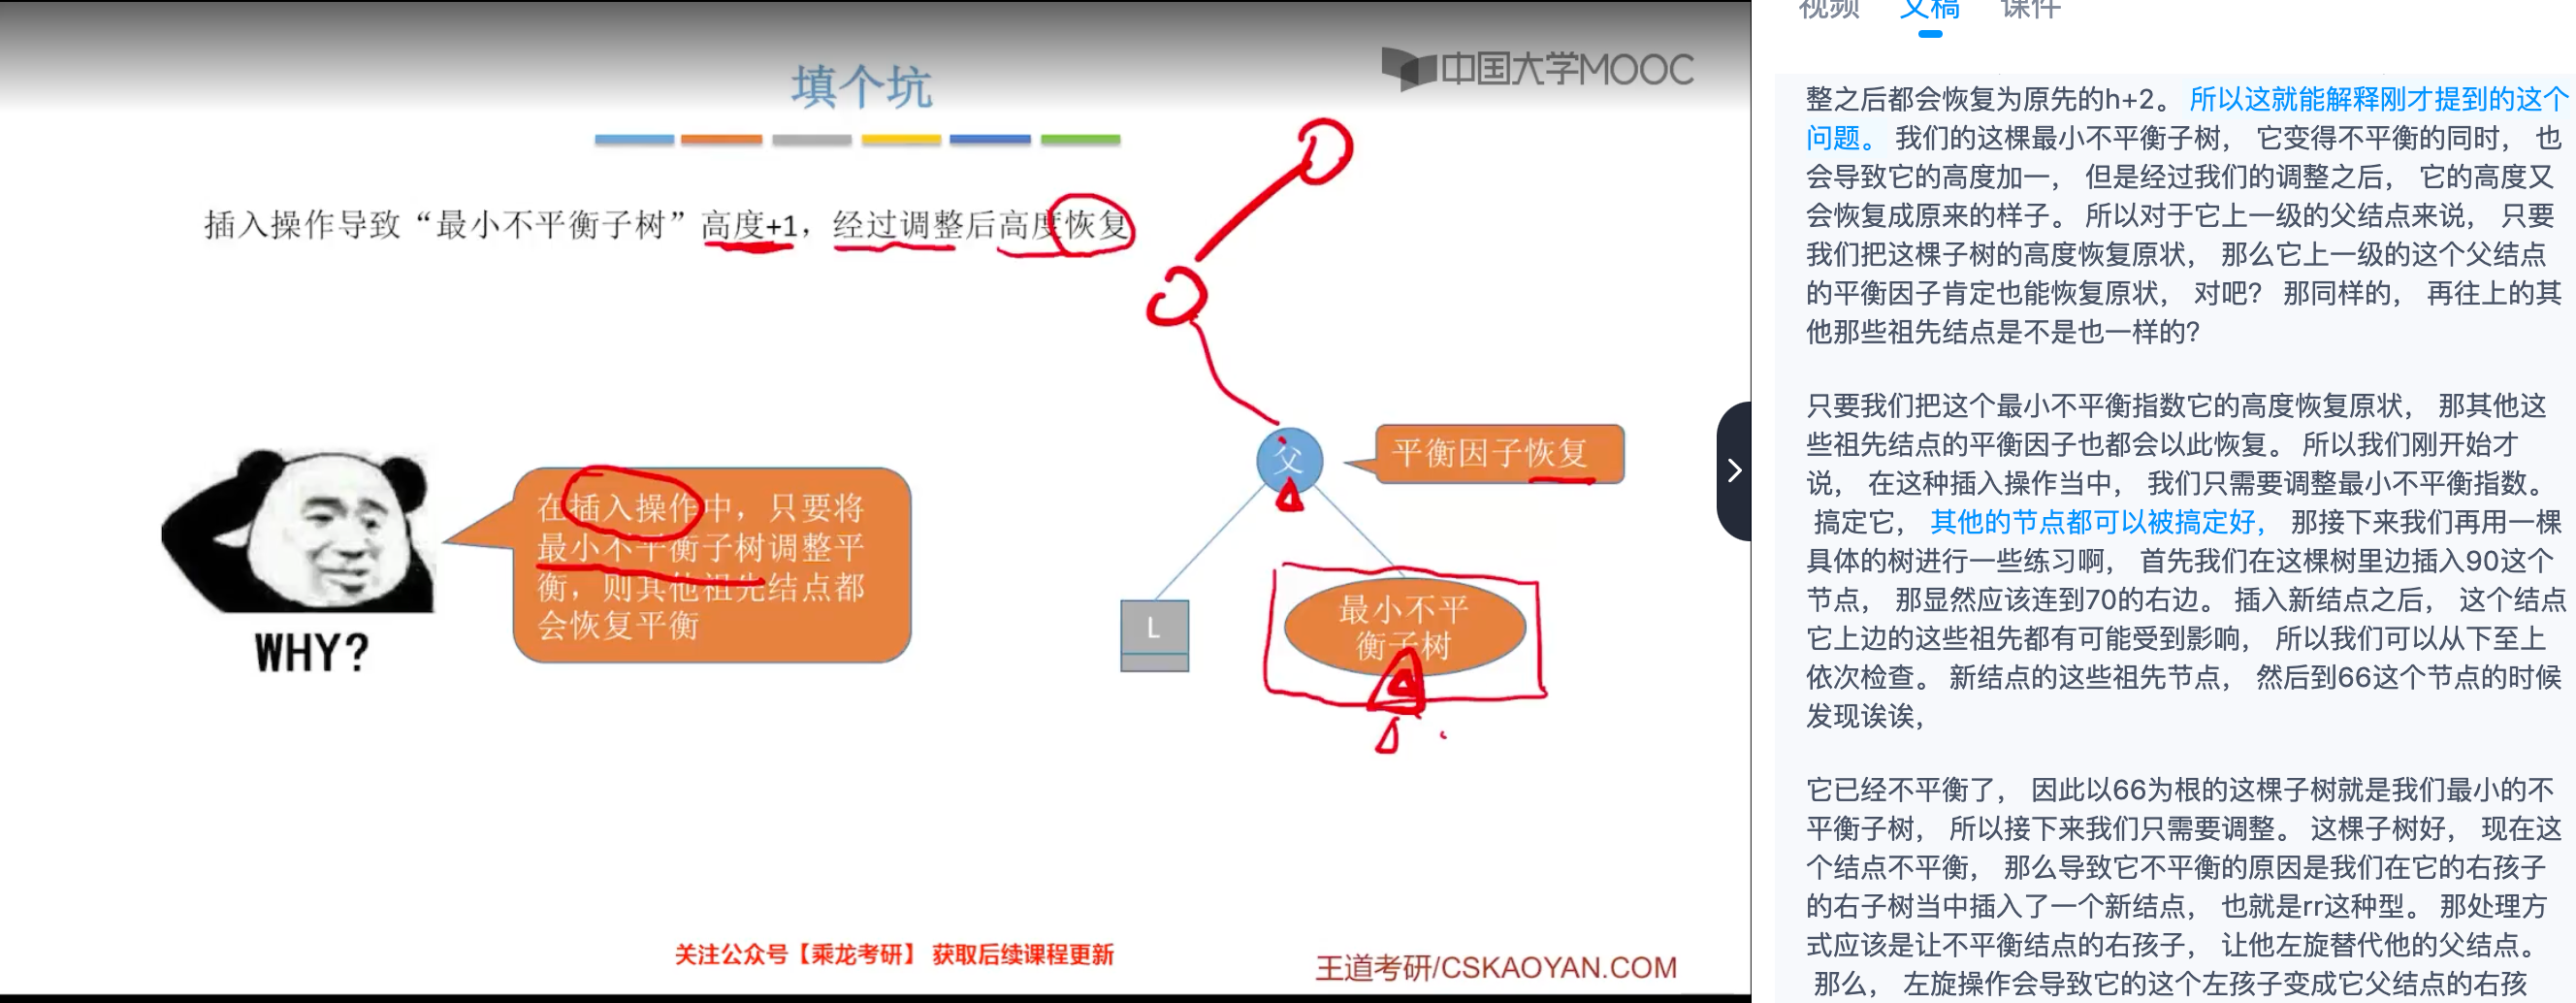 填个坑
中国大学MOOC
插入操作导致“最小不平衡子树”高度+1，经过调整后高度恢复
父
平衡因子恢复
在插入操作中，只要将
最小不平衡子树调整平
衡，则其他祖先结点都
会恢复平衡
WHY?
L
最小不平
衡子树
关注公众号【乘龙考研】 获取后续课程更新
王道考研/CSKAOYAN.COM
视频 文稿 课件
整之后都会恢复为原先的h+2。 所以这就能解释刚才提到的这个
问题。 我们的这棵最小不平衡子树， 它变得不平衡的同时， 也
会导致它的高度加一， 但是经过我们的调整之后， 它的高度又
会恢复成原来的样子。 所以对于它上一级的父结点来说， 只要
我们把这棵子树的高度恢复原状， 那么它上一级的这个父结点
的平衡因子肯定也能恢复原状， 对吧? 那同样的， 再往上的其
他那些祖先结点是不是也一样的?
只要我们把这个最小不平衡指数它的高度恢复原状， 那其他这
些祖先结点的平衡因子也都会以此恢复。 所以我们刚开始才
说， 在这种插入操作当中， 我们只需要调整最小不平衡指数。
搞定它， 其他的节点都可以被搞定好， 那接下来我们再用一棵
具体的树进行一些练习啊， 首先我们在这棵树里边插入90这个
节点， 那显然应该连到70的右边。 插入新结点之后， 这个结点
它上边的这些祖先都有可能受到影响， 所以我们可以从下至上
依次检查。 新结点的这些祖先节点， 然后到66这个节点的时候
发现诶诶，
它已经不平衡了， 因此以66为根的这棵子树就是我们最小的不
平衡子树， 所以接下来我们只需要调整。 这棵子树好， 现在这
个结点不平衡， 那么导致它不平衡的原因是我们在它的右孩子
的右子树当中插入了一个新结点， 也就是rr这种型。 那处理方
式应该是让不平衡结点的右孩子， 让他左旋替代他的父结点。
那么， 左旋操作会导致它的这个左孩子变成它父结点的右孩